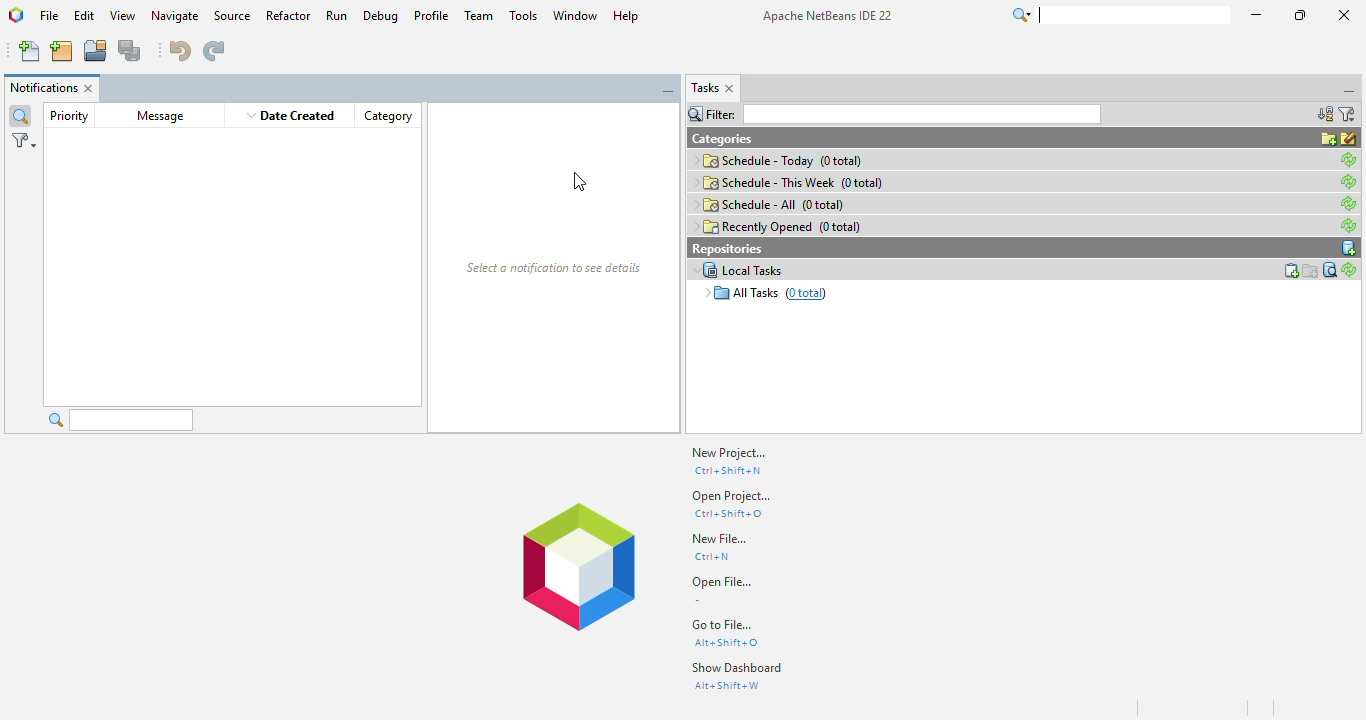 File Edit View Navigate Source Refactor Run Debug Profile Team Tools Window Help Apache NetBeans IDE 22
Notifications
Priority Message Date Created Category
Select a notification to see details
Tasks
Filter:
Categories
Schedule - Today (0 total)
Schedule - This Week (0 total)
Schedule - All (0 total)
Recently Opened (0 total)
Repositories
Local Tasks
All Tasks (0 total)
New Project...
Ctrl+Shift+N
Open Project...
Ctrl+Shift+O
New File...
Ctrl+N
Open File...
-
Go to File...
Alt+Shift+O
Show Dashboard
Alt+Shift+W